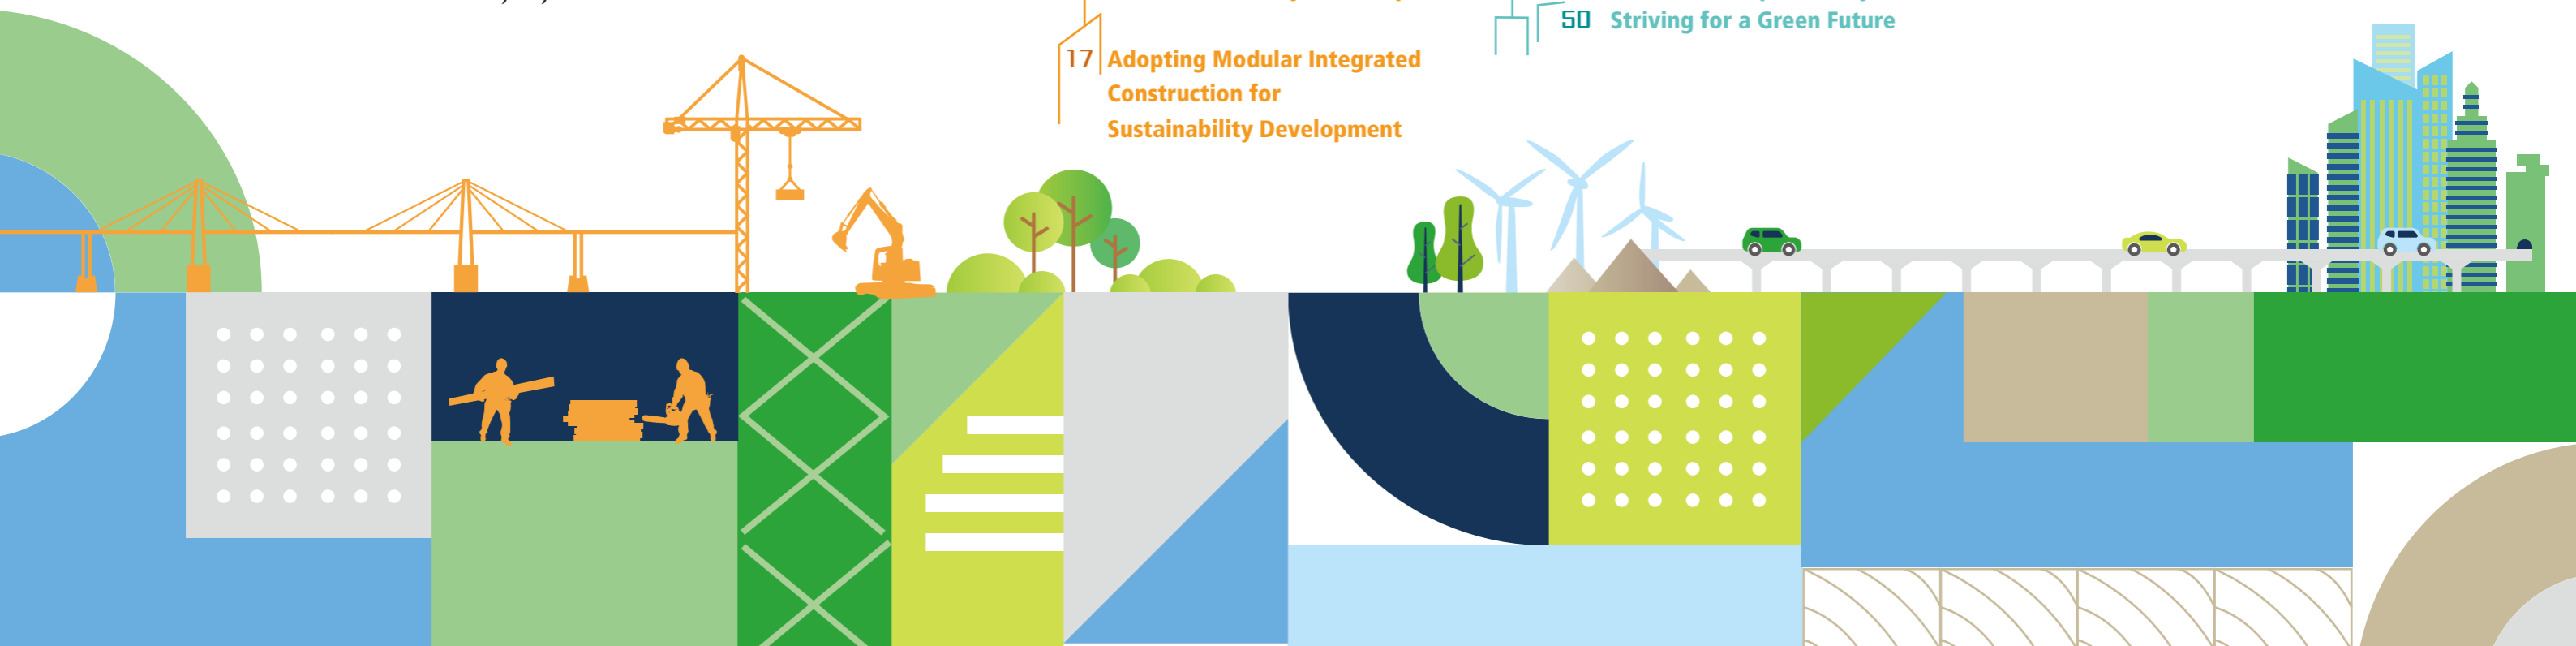 17 Adopting Modular Integrated
Construction for
Sustainability Development
50 Striving for a Green Future